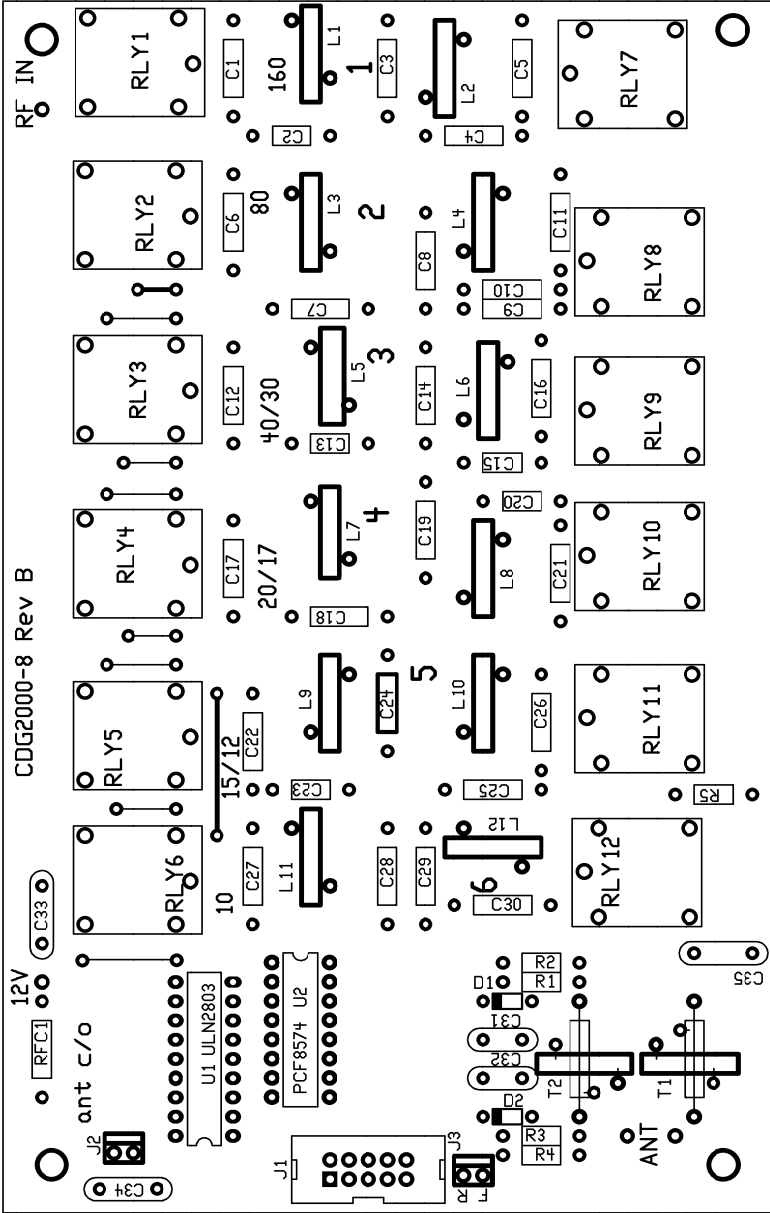 RF IN
RLY1
C1
160
L1
1
C3
L2
C5
RLY7
C2
C4
RLY2
C6
80
L3
2
C8
L4
C11
RLY8
C10
C9
C7
RLY3
C12
40/30
L5
3
C14
L6
C16
RLY9
C13
C15
C20
RLY4
C17
20/17
L7
4
C19
L8
C21
RLY10
C18
CDG2000-8 Rev B
RLY5
C22
15/12
L9
C24
5
L10
C26
RLY11
C23
C25
R5
RLY6
C27
10
L11
C28
C29
L12
6
C30
RLY12
C33
12V
RFC1
ant c/o
U1 ULN2803
U2
PCF8574
D1
R2
R1
C31
C32
C35
T2
T1
D2
R3
R4
ANT
J2
C34
J1
J3
R F